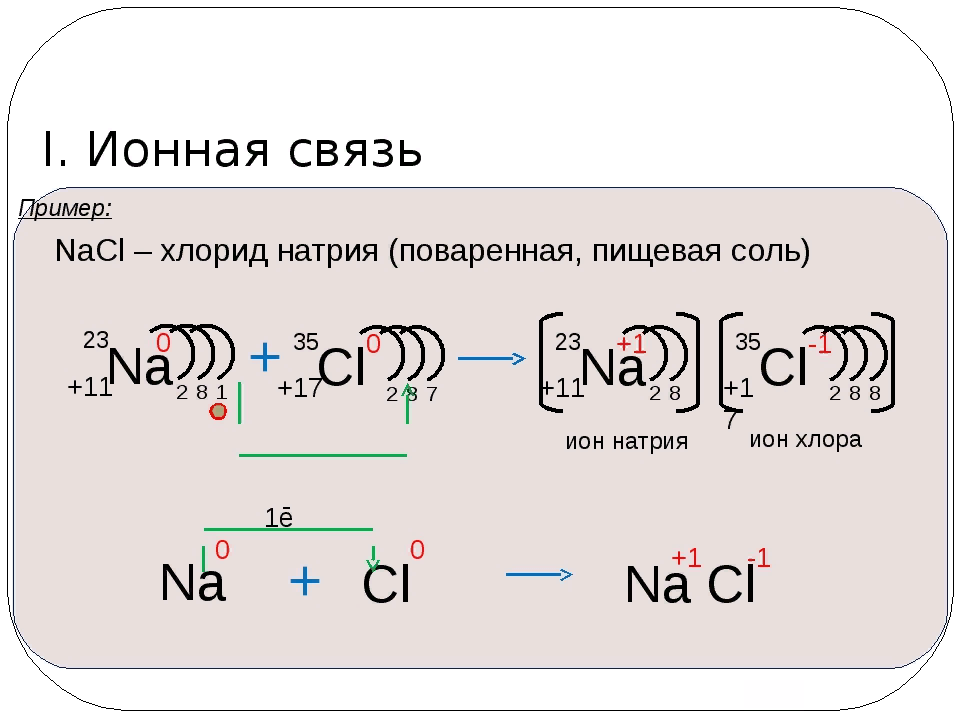 I. Ионная связь
Пример:
NaCl – хлорид натрия (поваренная, пищевая соль)
23 0 35 0 23 +1 35 -1
Na + Cl Na Cl
+11 2 8 1 +17 2 8 7 +11 2 8 +1 2 8 8
7
ион натрия ион хлора
1ē
0 0 +1 -1
Na + Cl Na Cl